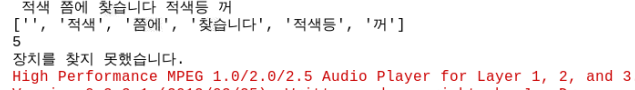 적색 쯤에 찾습니다 적색등 꺼
['', '적색', '쯤에', '찾습니다', '적색등', '꺼']
5
장치를 찾지 못했습니다.
High Performance MPEG 1.0/2.0/2.5 Audio Player for Layer 1, 2, and 3